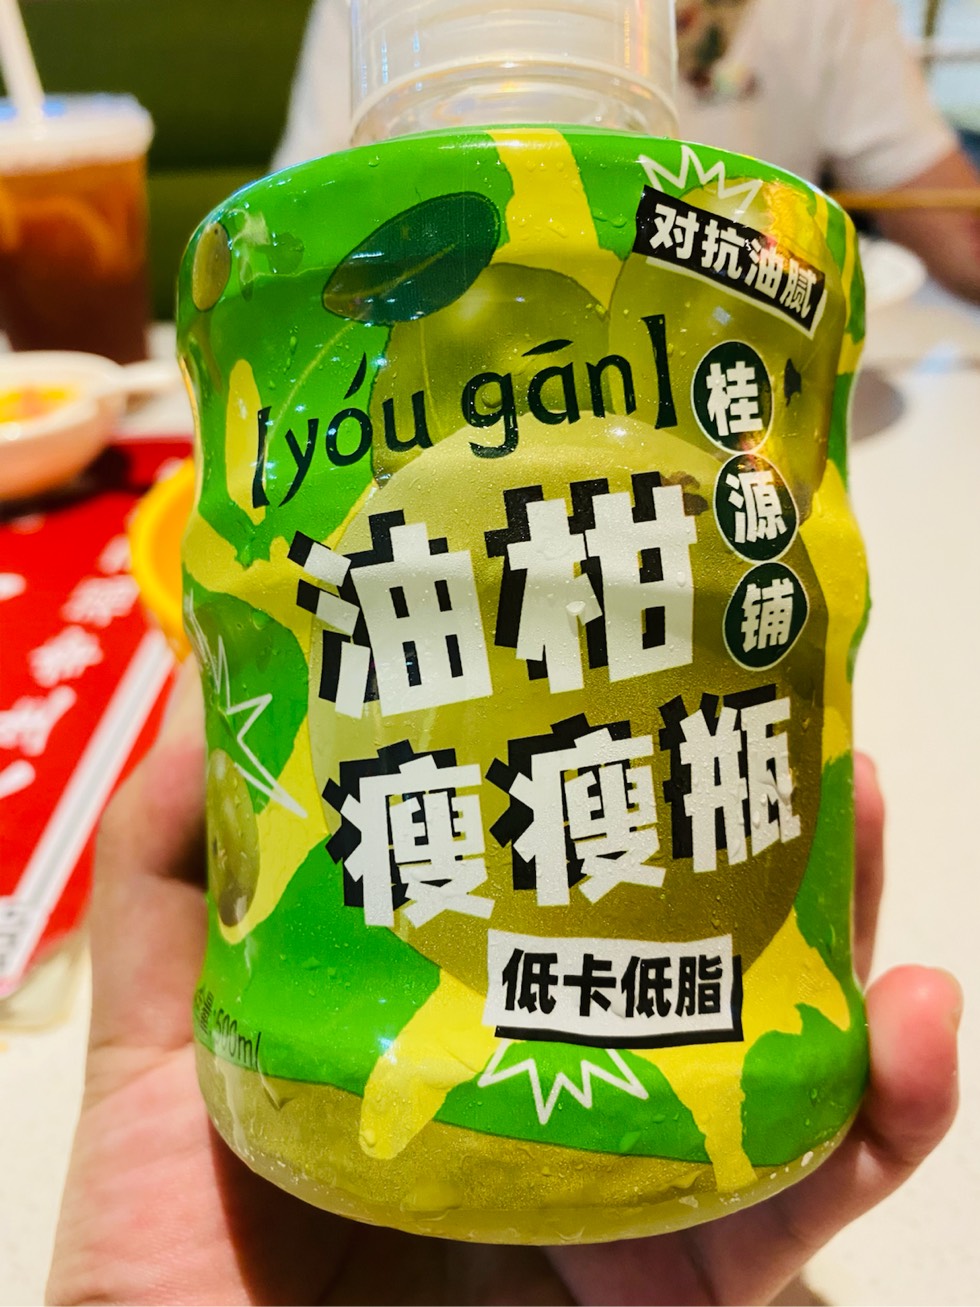 对抗油腻
【yóu gān】
桂源铺
油柑
瘦瘦瓶
低卡低脂
500ml